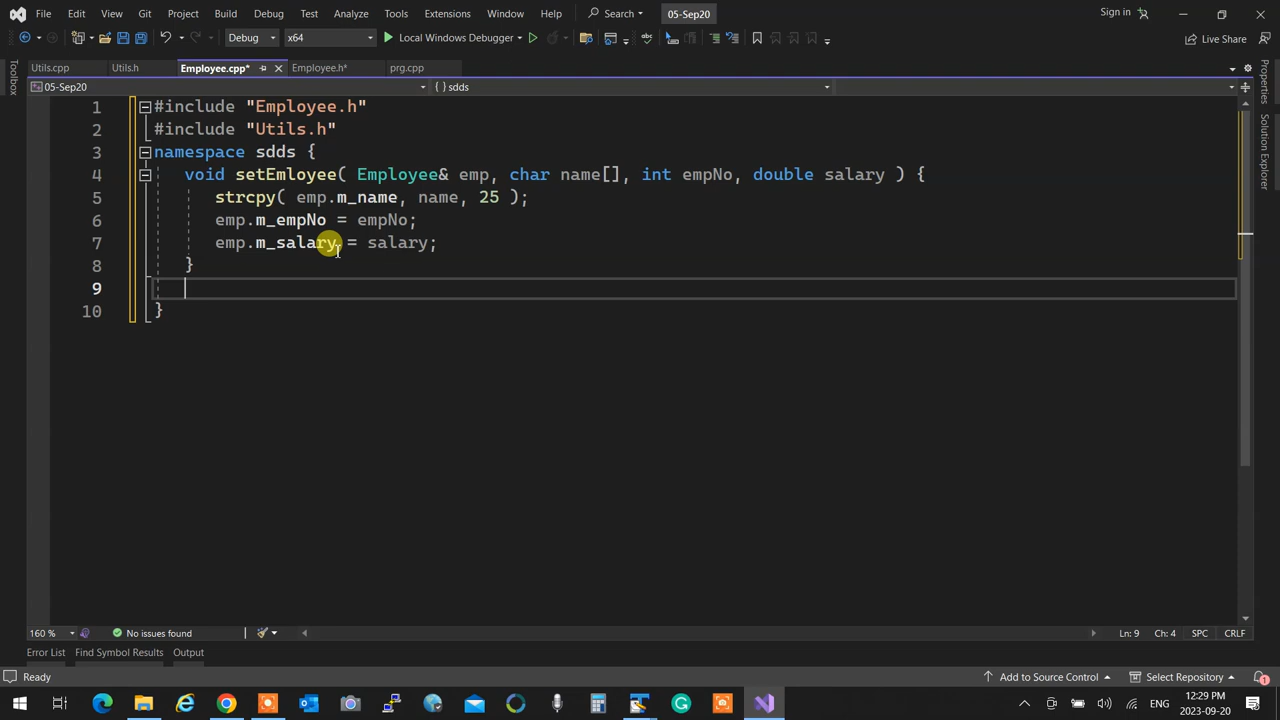 File Edit View Git Project Build Debug Test Analyze Tools Extensions Window Help Search 05-Sep20 Sign in
Debug x64 Local Windows Debugger Live Share
Utils.cpp Utils.h Employee.cpp* Employee.h* prg.cpp
05-Sep20 { } sdds
Toolbox
Properties
Solution Explorer
1 #include "Employee.h"
2 #include "Utils.h"
3 namespace sdds {
4 void setEmloyee( Employee& emp, char name[], int empNo, double salary ) {
5 strcpy( emp.m_name, name, 25 );
6 emp.m_empNo = empNo;
7 emp.m_salary = salary;
8 }
9
10 }
160 % No issues found Ln: 9 Ch: 4 SPC CRLF
Error List Find Symbol Results Output
Ready Add to Source Control Select Repository 1
ENG 12:29 PM
2023-09-20